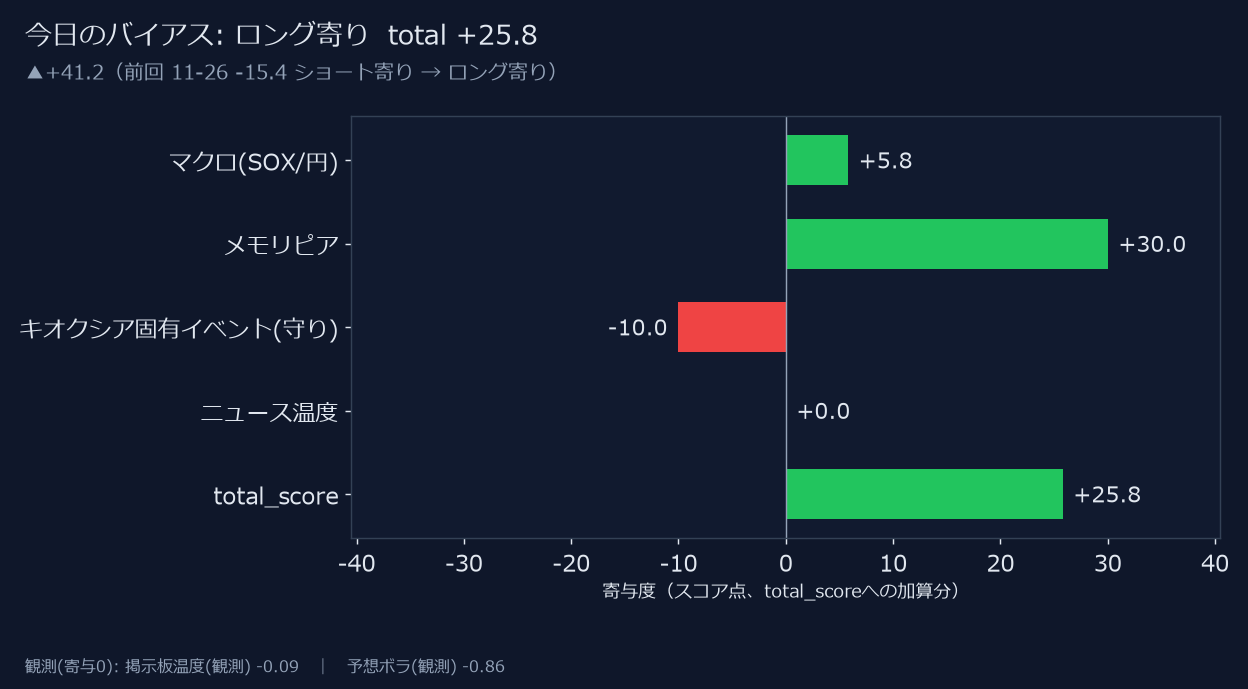 今日のバイアス: ロング寄り total +25.8
▲+41.2（前回 11-26 -15.4 ショート寄り → ロング寄り）
マクロ(SOX/円)
+5.8
メモリピア
+30.0
キオクシア固有イベント(守り)
-10.0
ニュース温度
+0.0
total_score
+25.8
-40 -30 -20 -10 0 10 20 30 40
寄与度（スコア点、total_scoreへの加算分）
観測(寄与0): 掲示板温度(観測) -0.09 ｜ 予想ボラ(観測) -0.86